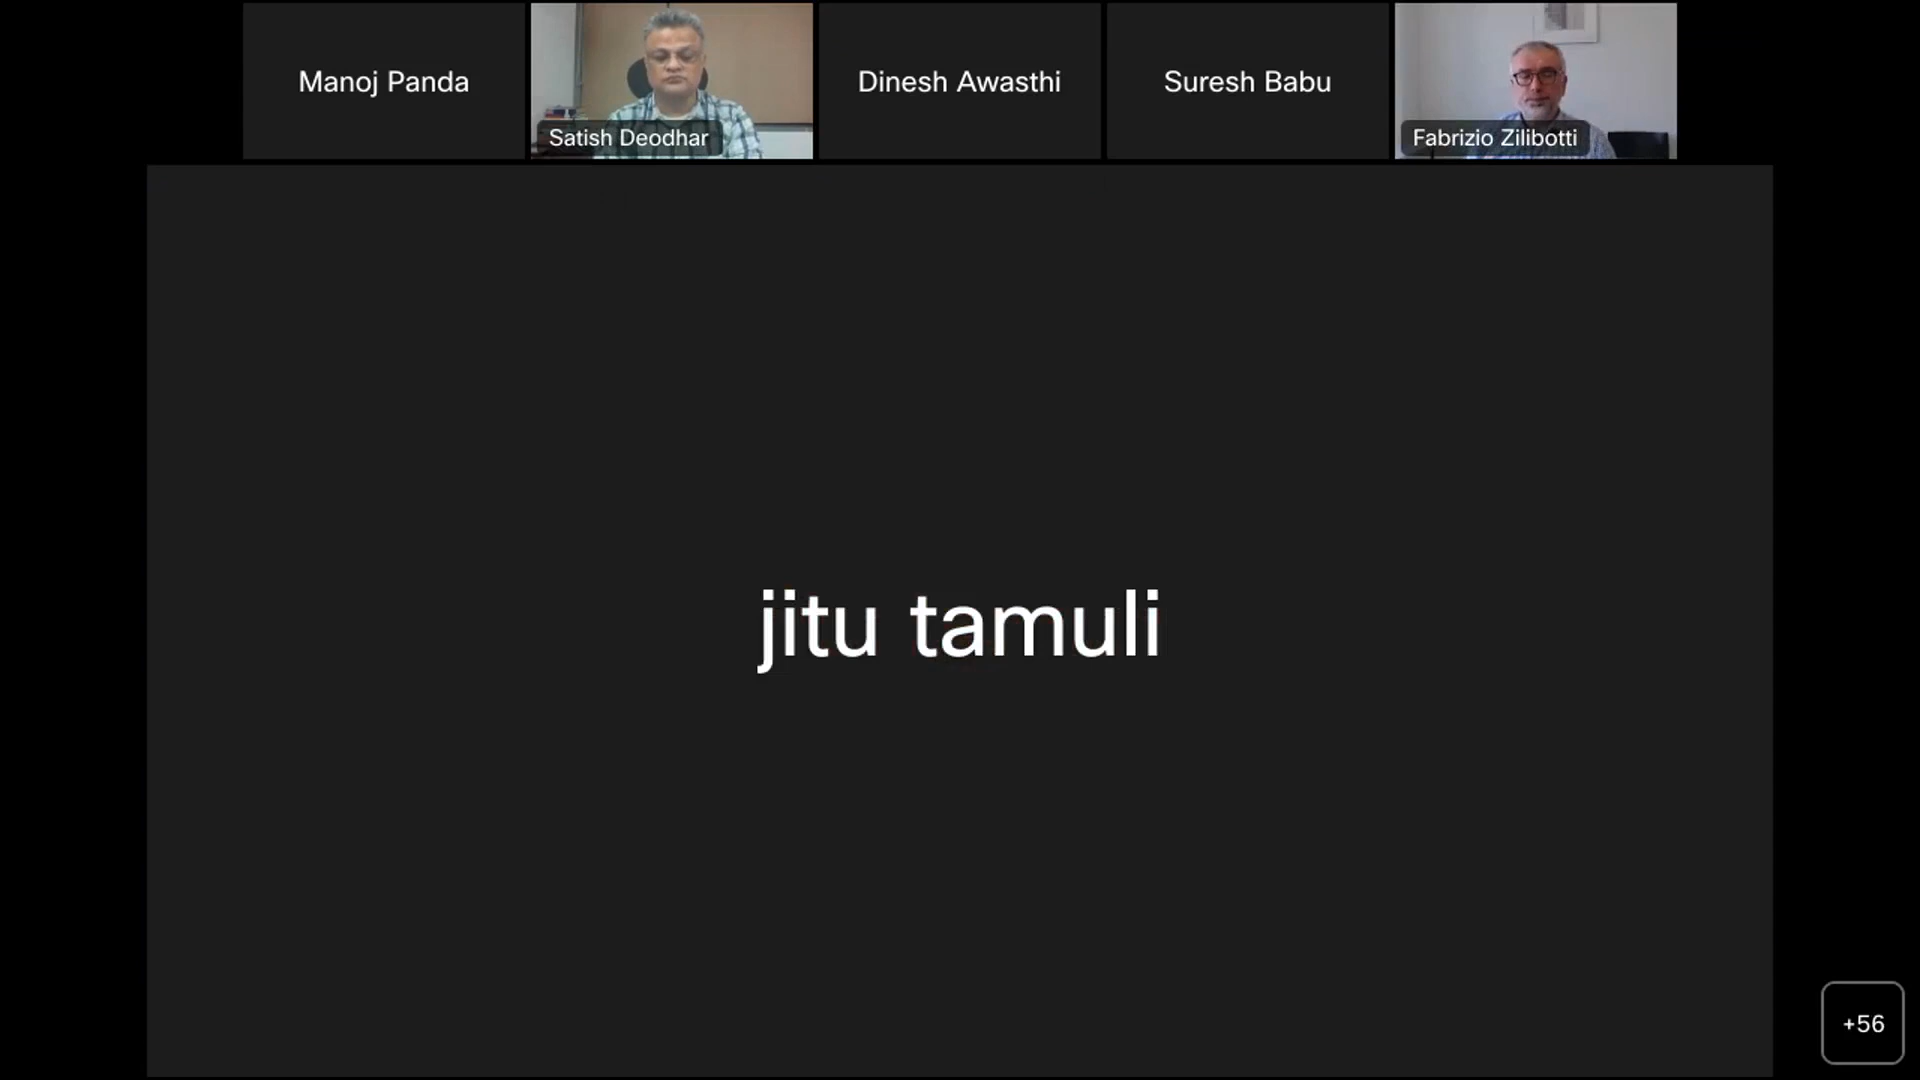 Manoj Panda
Satish Deodhar
Dinesh Awasthi
Suresh Babu
Fabrizio Zilibotti
jitu tamuli
+56